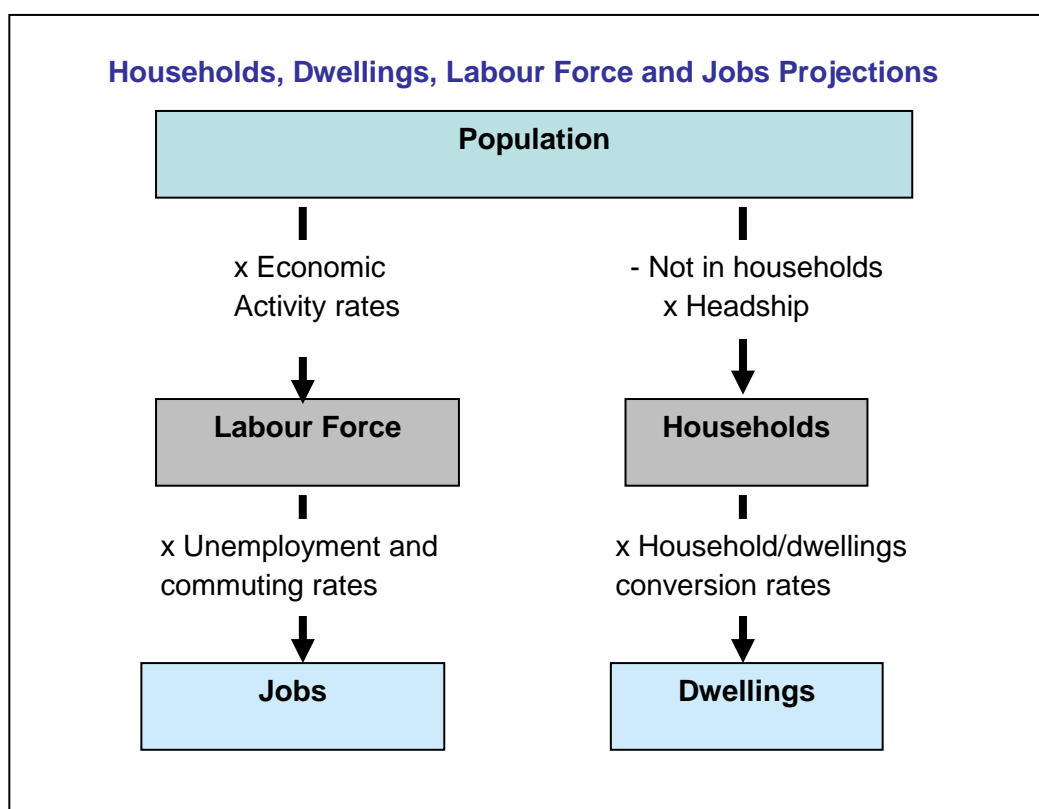 Households, Dwellings, Labour Force and Jobs Projections
Population
x Economic
Activity rates
- Not in households
x Headship
Labour Force
Households
x Unemployment and
commuting rates
x Household/dwellings
conversion rates
Jobs
Dwellings